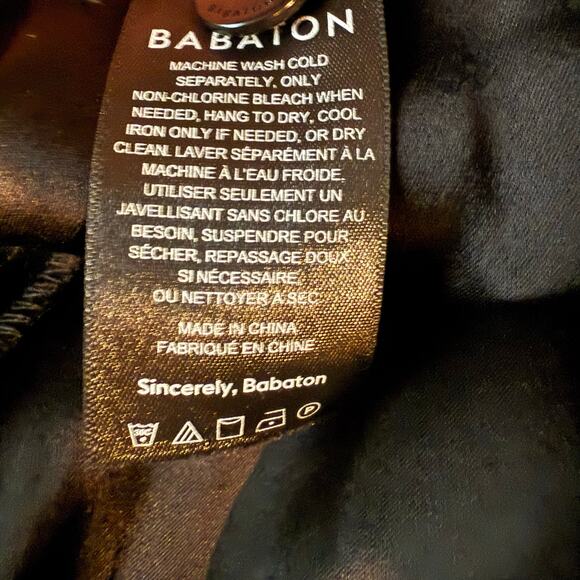 BABATON
BABATON
MACHINE WASH COLD
SEPARATELY, ONLY
NON-CHLORINE BLEACH WHEN
NEEDED, HANG TO DRY, COOL
IRON ONLY IF NEEDED, OR DRY
CLEAN. LAVER SÉPARÉMENT À LA
MACHINE À L'EAU FROIDE,
UTILISER SEULEMENT UN
JAVELLISANT SANS CHLORE AU
BESOIN, SUSPENDRE POUR
SÉCHER, REPASSAGE DOUX
SI NÉCESSAIRE,
OU NETTOYER À SEC
MADE IN CHINA
FABRIQUÉ EN CHINE
Sincerely, Babaton
30C
P